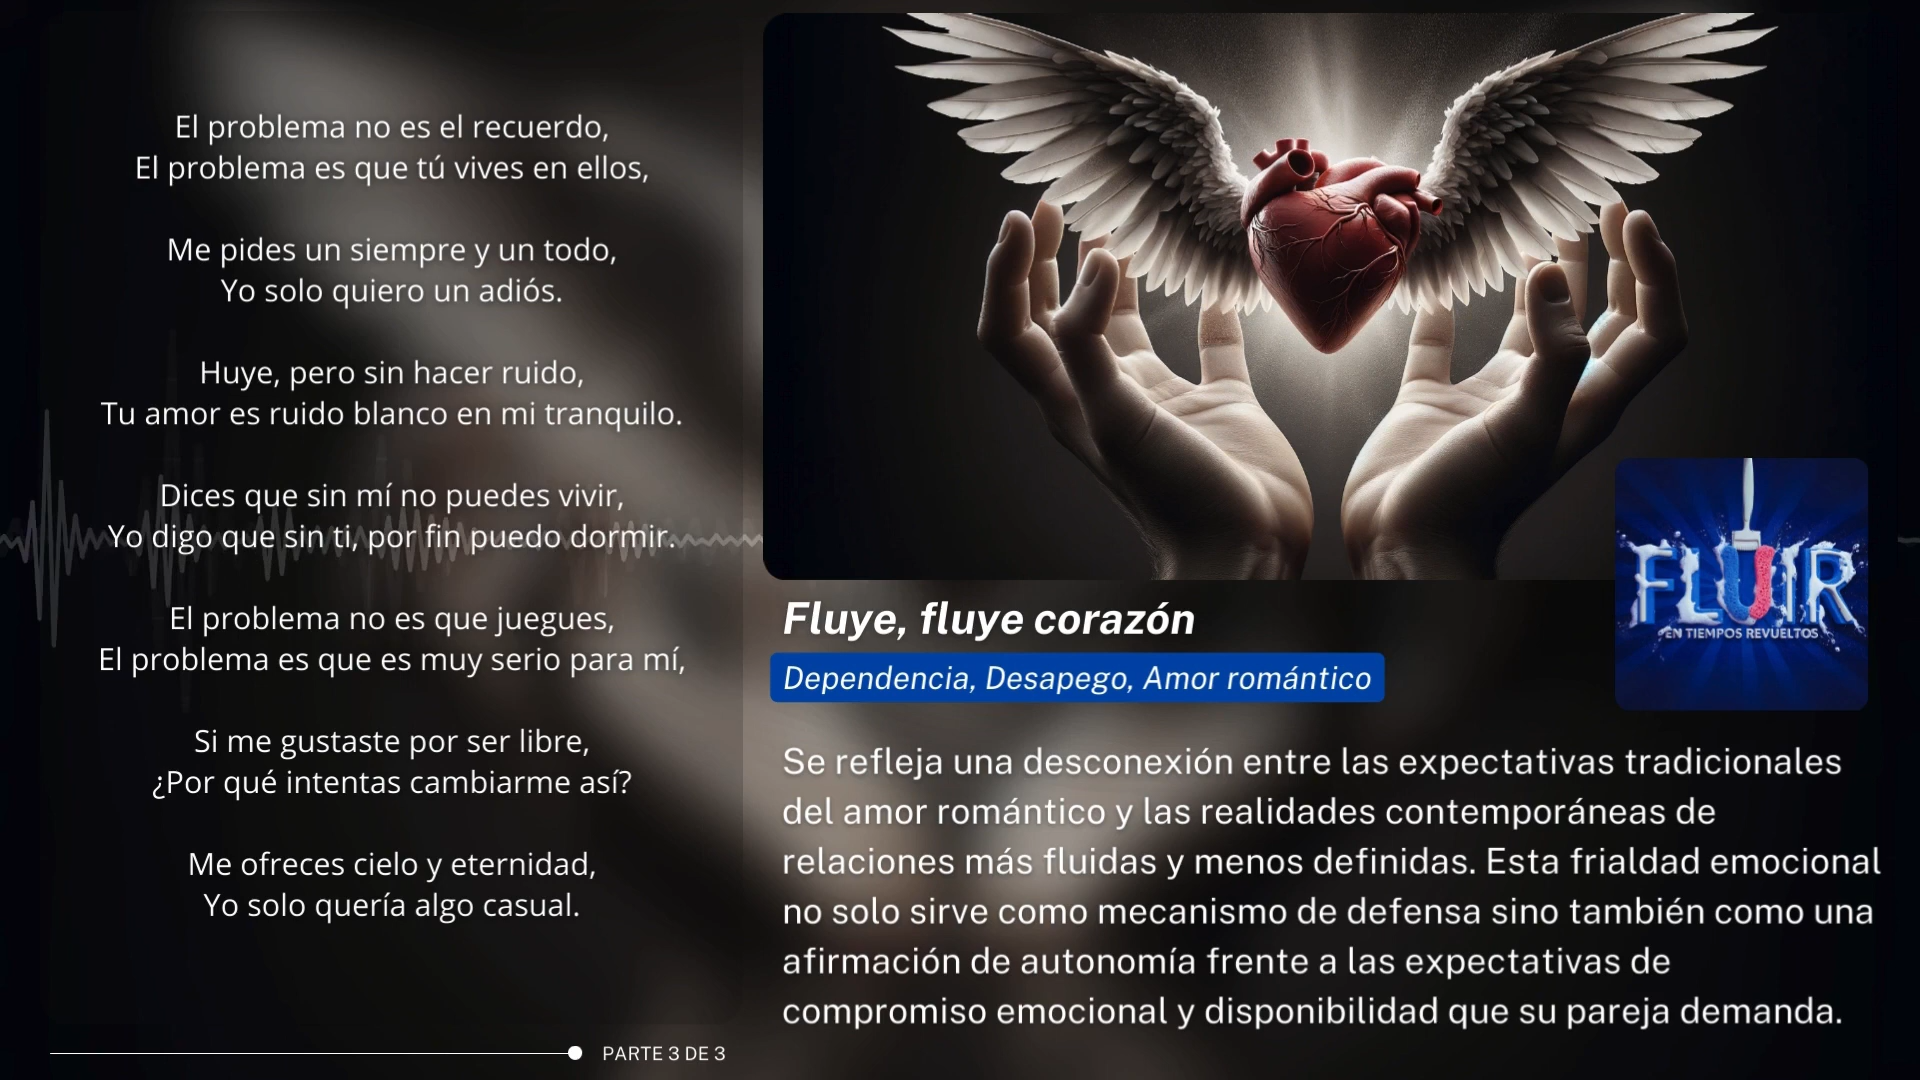 El problema no es el recuerdo,
El problema es que tú vives en ellos,
Me pides un siempre y un todo,
Yo solo quiero un adiós.
Huye, pero sin hacer ruido,
Tu amor es ruido blanco en mi tranquilo.
Dices que sin mí no puedes vivir,
Yo digo que sin ti, por fin puedo dormir.
El problema no es que juegues,
El problema es que es muy serio para mí,
Si me gustaste por ser libre,
¿Por qué intentas cambiarme así?
Me ofreces cielo y eternidad,
Yo solo quería algo casual.
PARTE 3 DE 3
FLUIR
EN TIEMPOS REVUELTOS
Fluye, fluye corazón
Dependencia, Desapego, Amor romántico
Se refleja una desconexión entre las expectativas tradicionales
del amor romántico y las realidades contemporáneas de
relaciones más fluidas y menos definidas. Esta frialdad emocional
no solo sirve como mecanismo de defensa sino también como una
afirmación de autonomía frente a las expectativas de
compromiso emocional y disponibilidad que su pareja demanda.